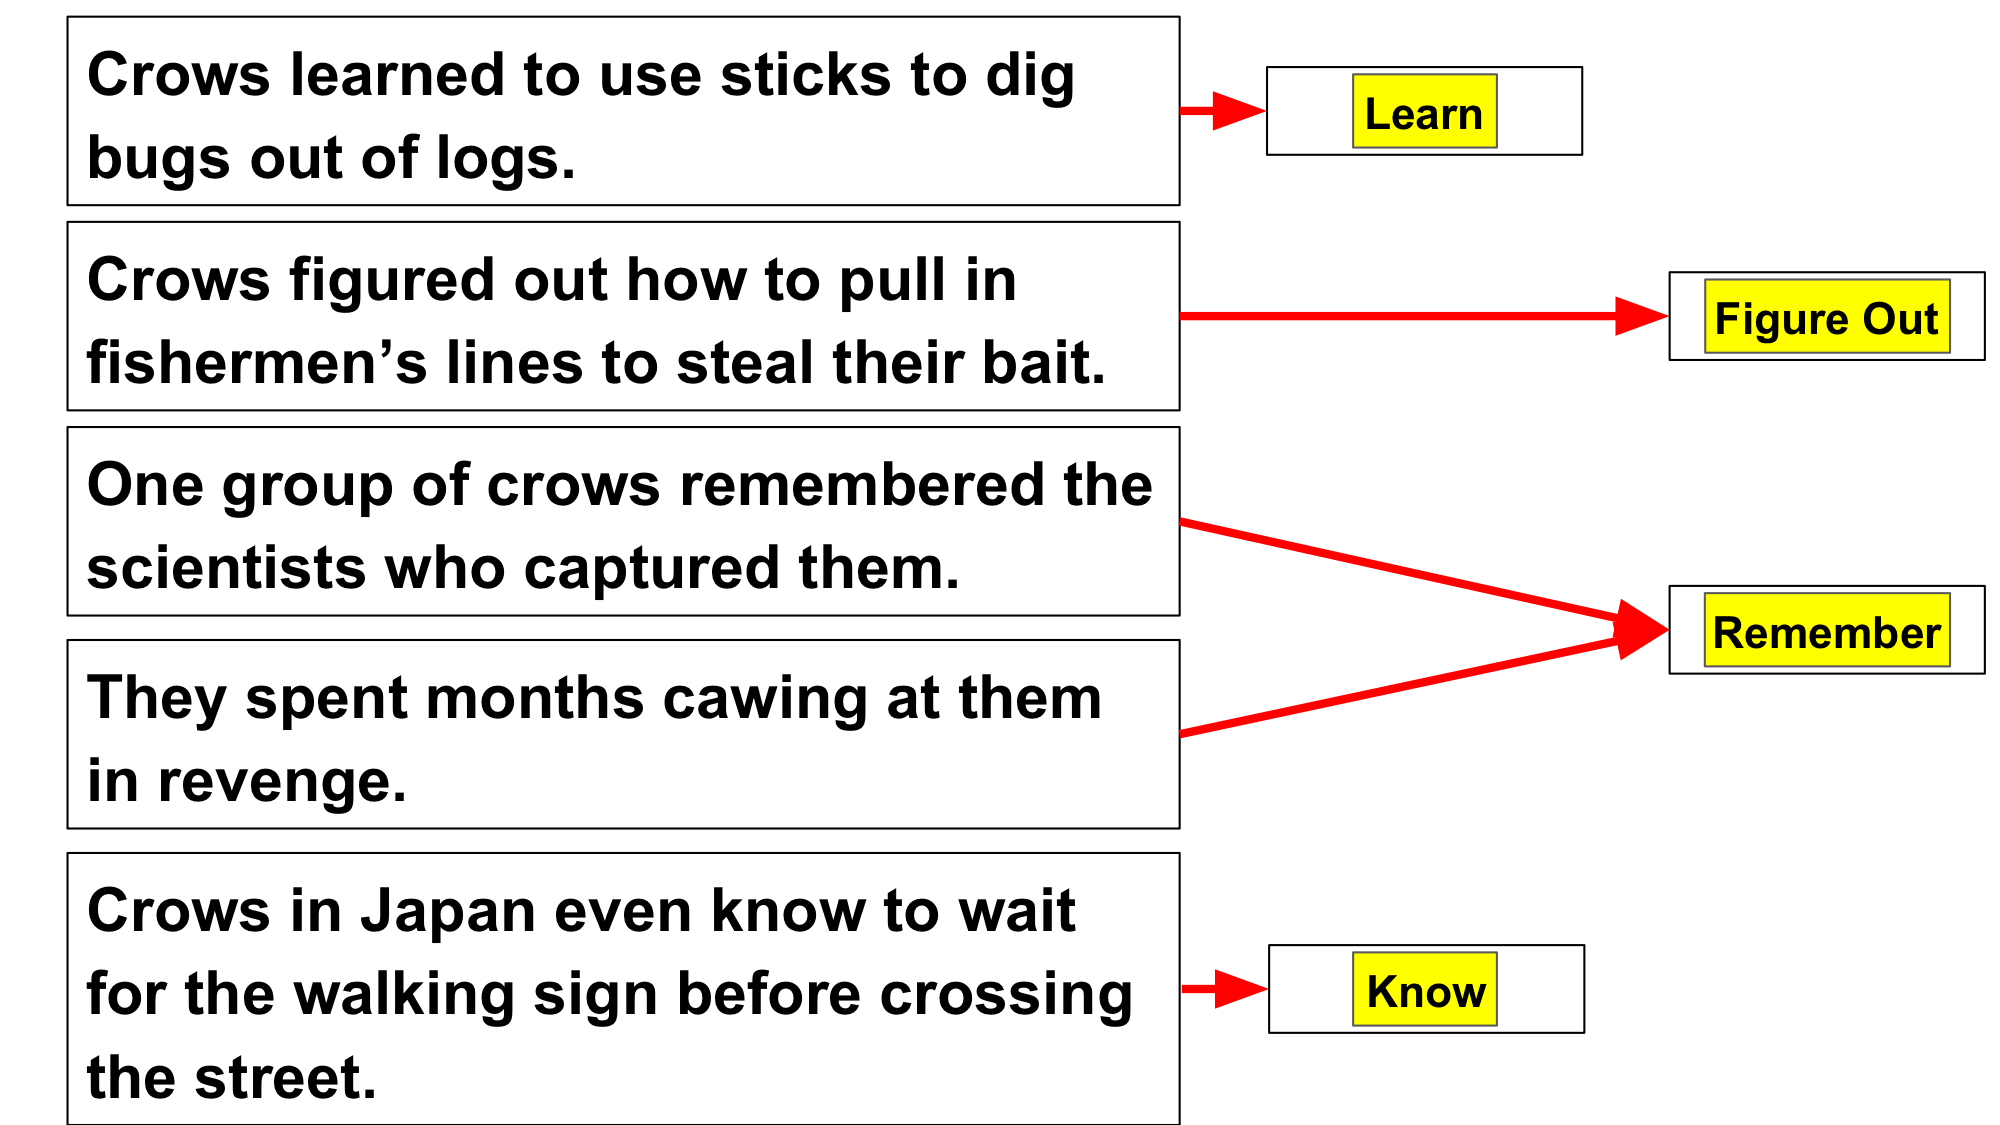 Crows learned to use sticks to dig
bugs out of logs.
Learn
Crows figured out how to pull in
fishermen’s lines to steal their bait.
Figure Out
One group of crows remembered the
scientists who captured them.
They spent months cawing at them
in revenge.
Remember
Crows in Japan even know to wait
for the walking sign before crossing
the street.
Know